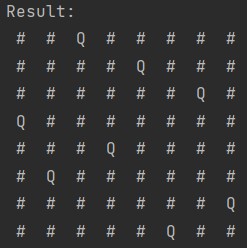 Result:
# # Q # # # # #
# # # # Q # # #
# # # # # # Q #
Q # # # # # # #
# # # Q # # # #
# Q # # # # # #
# # # # # # # Q
# # # # # Q # #